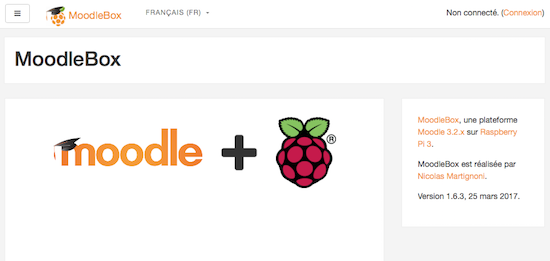 MoodleBox
FRANÇAIS (FR)
Non connecté. (Connexion)
MoodleBox
moodle
®
MoodleBox, une plateforme
Moodle 3.2.x sur Raspberry
Pi 3.
MoodleBox est réalisée par
Nicolas Martignoni.
Version 1.6.3, 25 mars 2017.